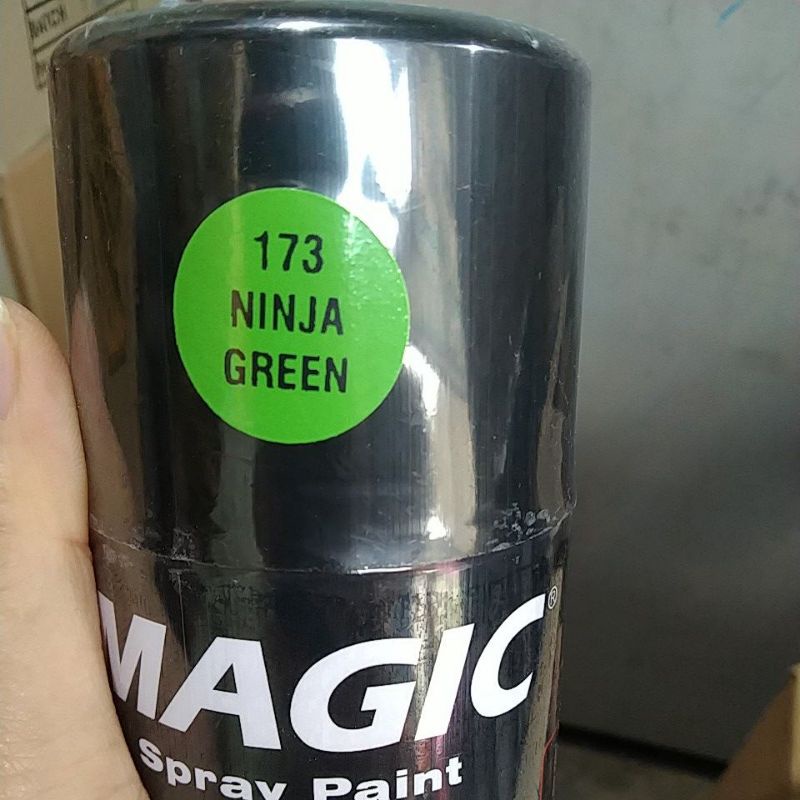 173
NINJA
GREEN
MAGIC®
Spray Paint